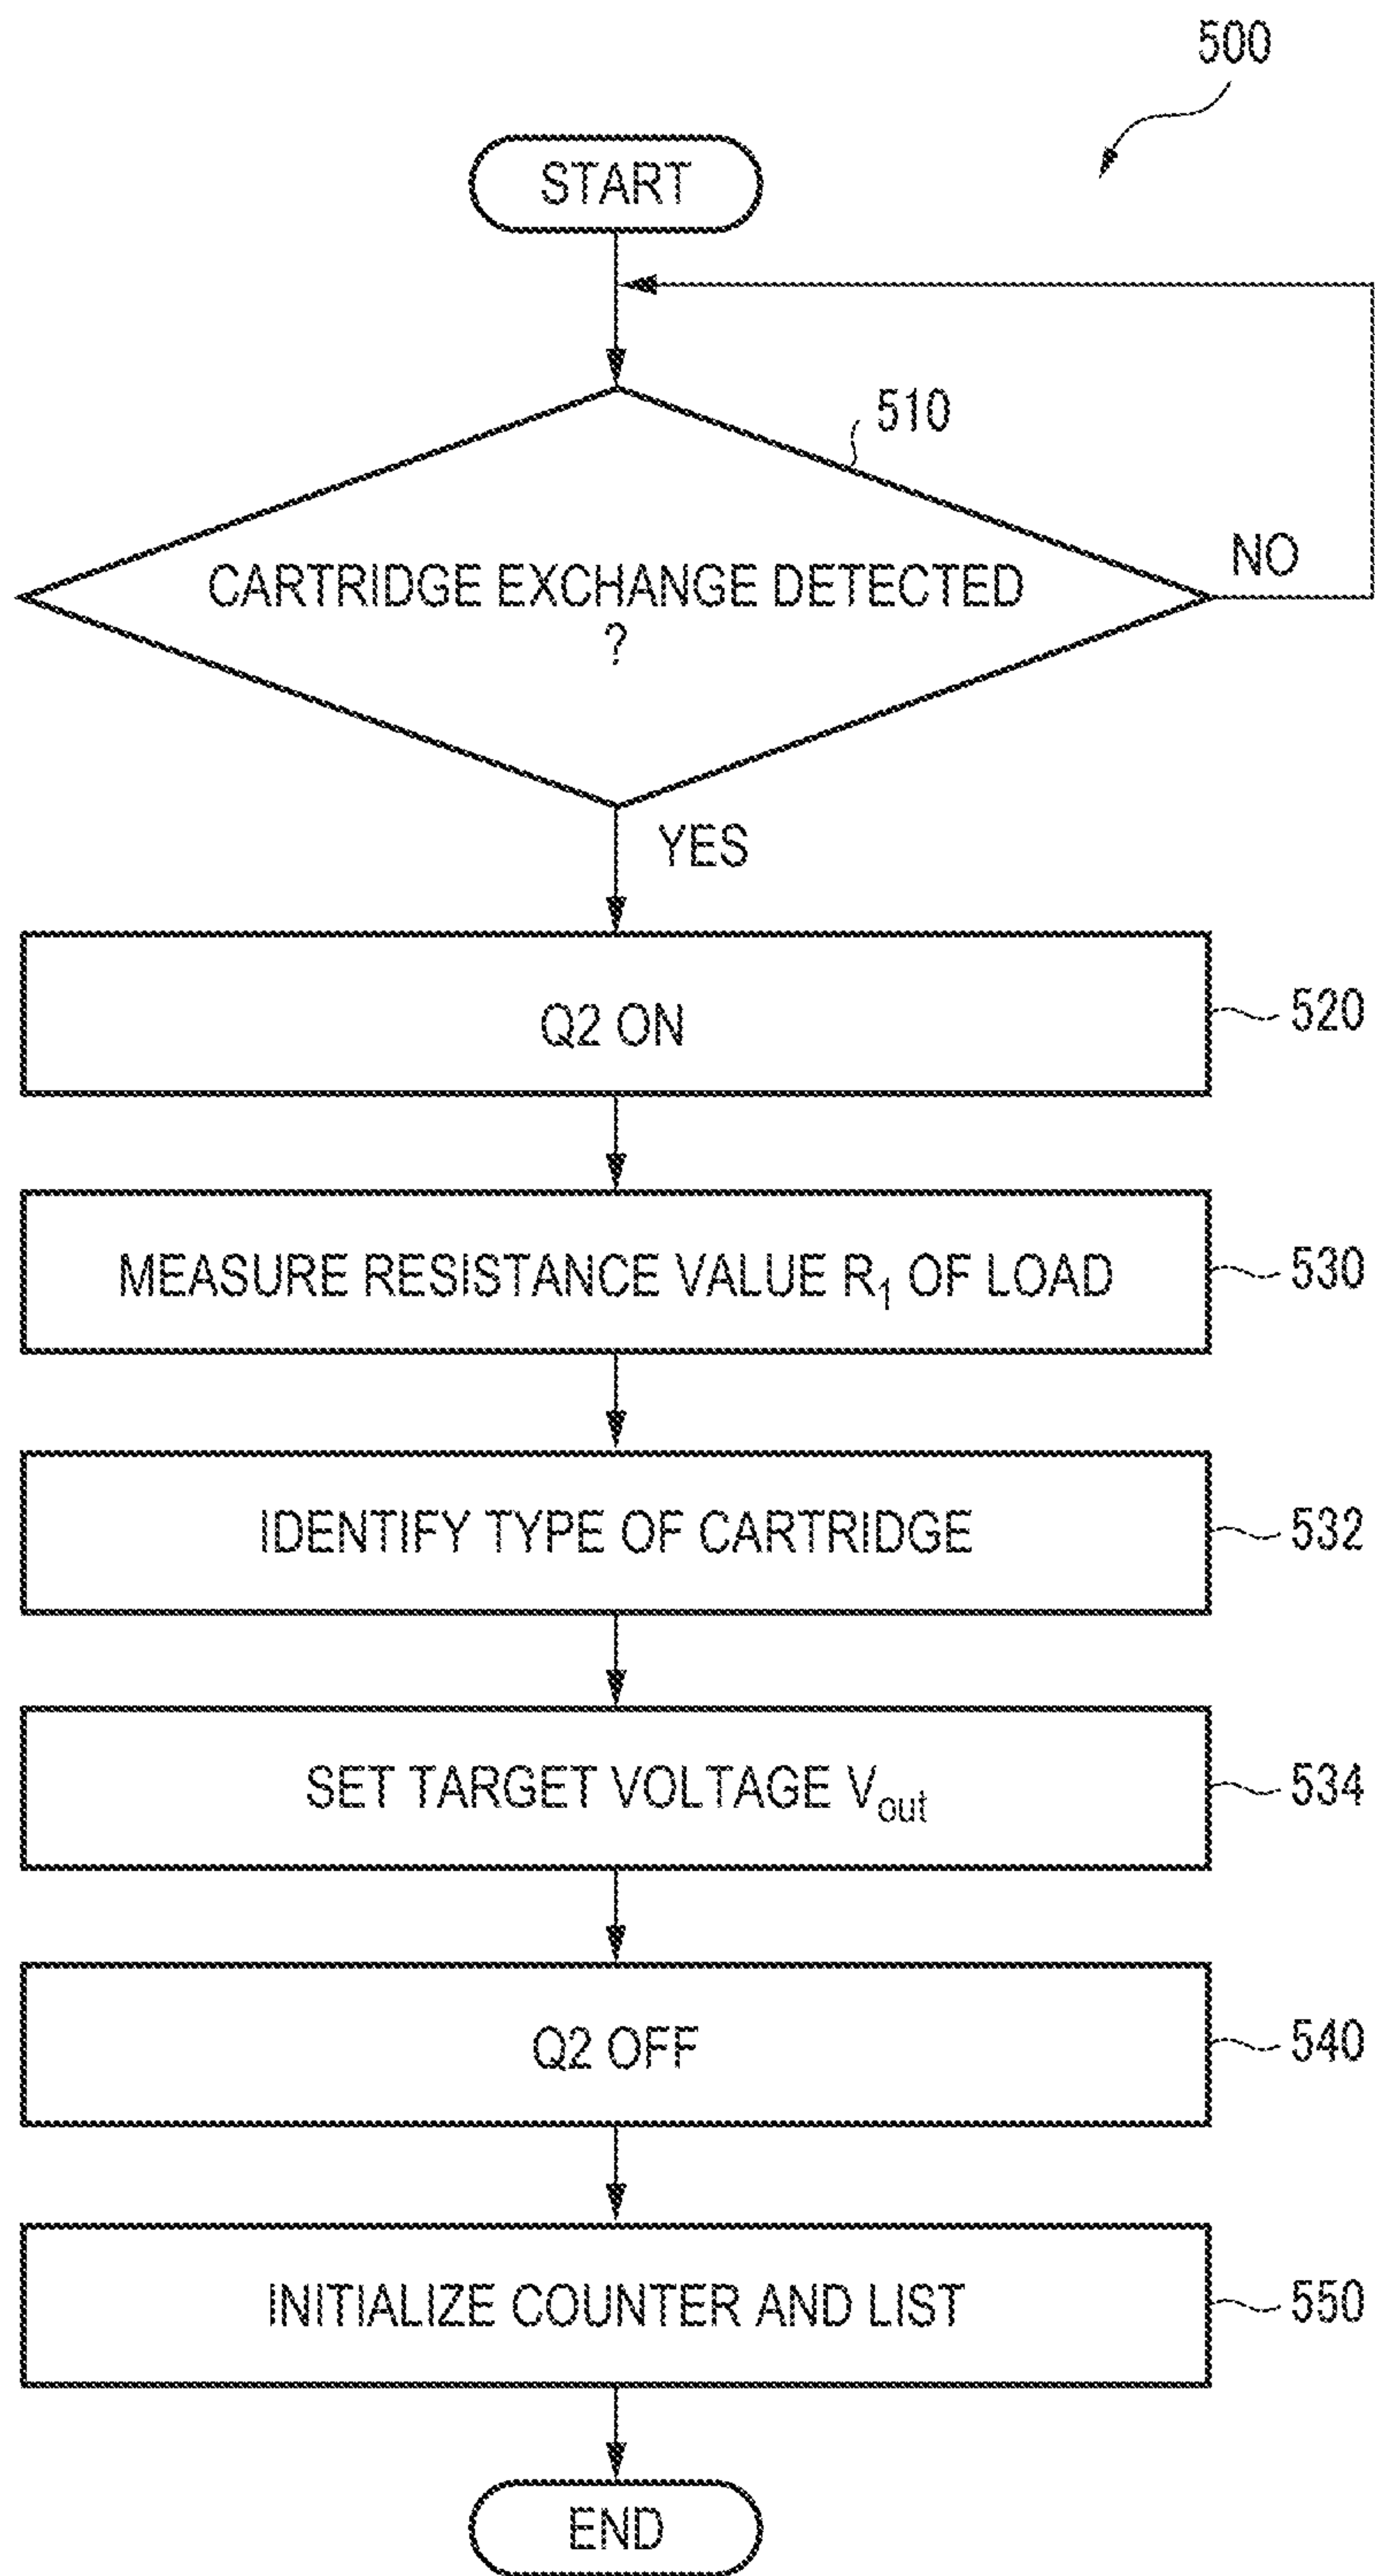 500
START
510
CARTRIDGE EXCHANGE DETECTED
?
NO
YES
Q2 ON
520
MEASURE RESISTANCE VALUE R1 OF LOAD
530
IDENTIFY TYPE OF CARTRIDGE
532
SET TARGET VOLTAGE Vout
534
Q2 OFF
540
INITIALIZE COUNTER AND LIST
550
END